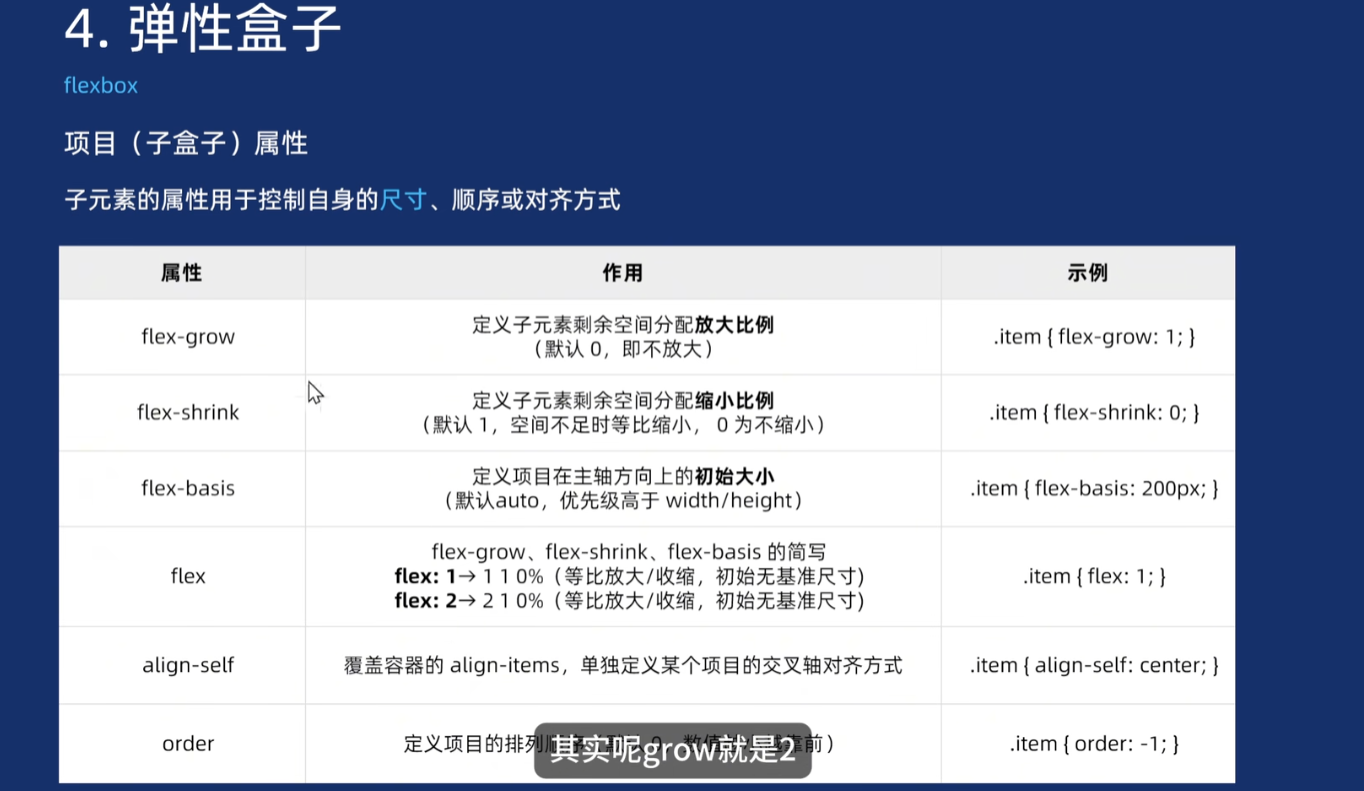 4. 弹性盒子
flexbox
项目（子盒子）属性
子元素的属性用于控制自身的尺寸、顺序或对齐方式
属性 作用 示例
flex-grow 定义子元素剩余空间分配放大比例 .item { flex-grow: 1; }
（默认 0，即不放大）
flex-shrink 定义子元素剩余空间分配缩小比例 .item { flex-shrink: 0; }
（默认 1，空间不足时等比缩小， 0 为不缩小）
flex-basis 定义项目在主轴方向上的初始大小 .item { flex-basis: 200px; }
（默认auto，优先级高于 width/height）
flex-grow、flex-shrink、flex-basis 的简写
flex flex: 1→ 1 1 0%（等比放大/收缩，初始无基准尺寸) .item { flex: 1; }
flex: 2→ 2 1 0%（等比放大/收缩，初始无基准尺寸)
align-self 覆盖容器的 align-items，单独定义某个项目的交叉轴对齐方式 .item { align-self: center; }
order 定义项目的排列 靠前） .item { order: -1; }
其实呢grow就是2